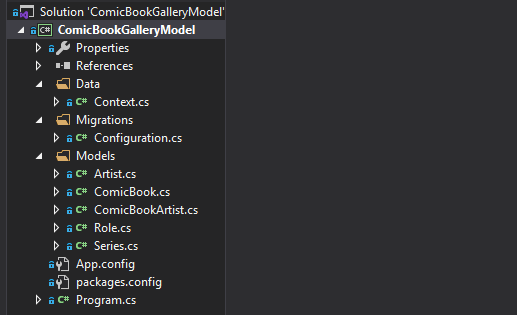 Solution 'ComicBookGalleryModel'
C# ComicBookGalleryModel
Properties
References
Data
C# Context.cs
Migrations
C# Configuration.cs
Models
C# Artist.cs
C# ComicBook.cs
C# ComicBookArtist.cs
C# Role.cs
C# Series.cs
App.config
packages.config
C# Program.cs